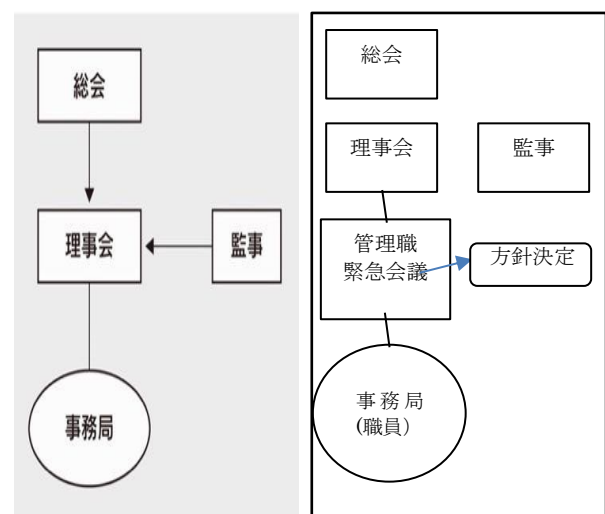 総会
理事会
監事
事務局
総会
理事会
監事
管理職
緊急会議
方針決定
事務局
(職員）